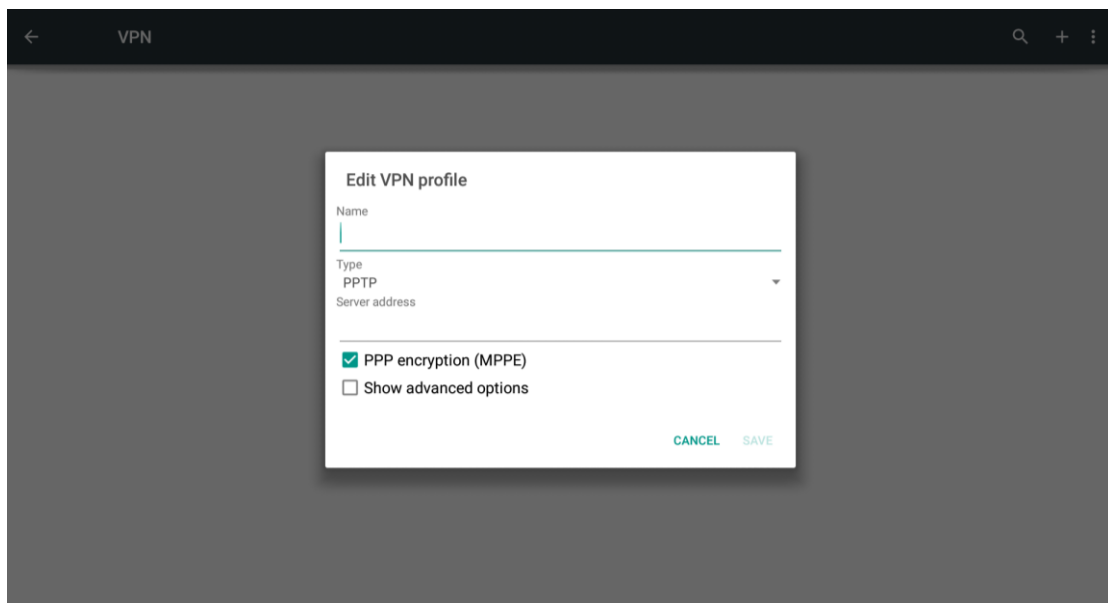 VPN
Edit VPN profile
Name
Type
PPTP
Server address
PPP encryption (MPPE)
Show advanced options
CANCEL SAVE